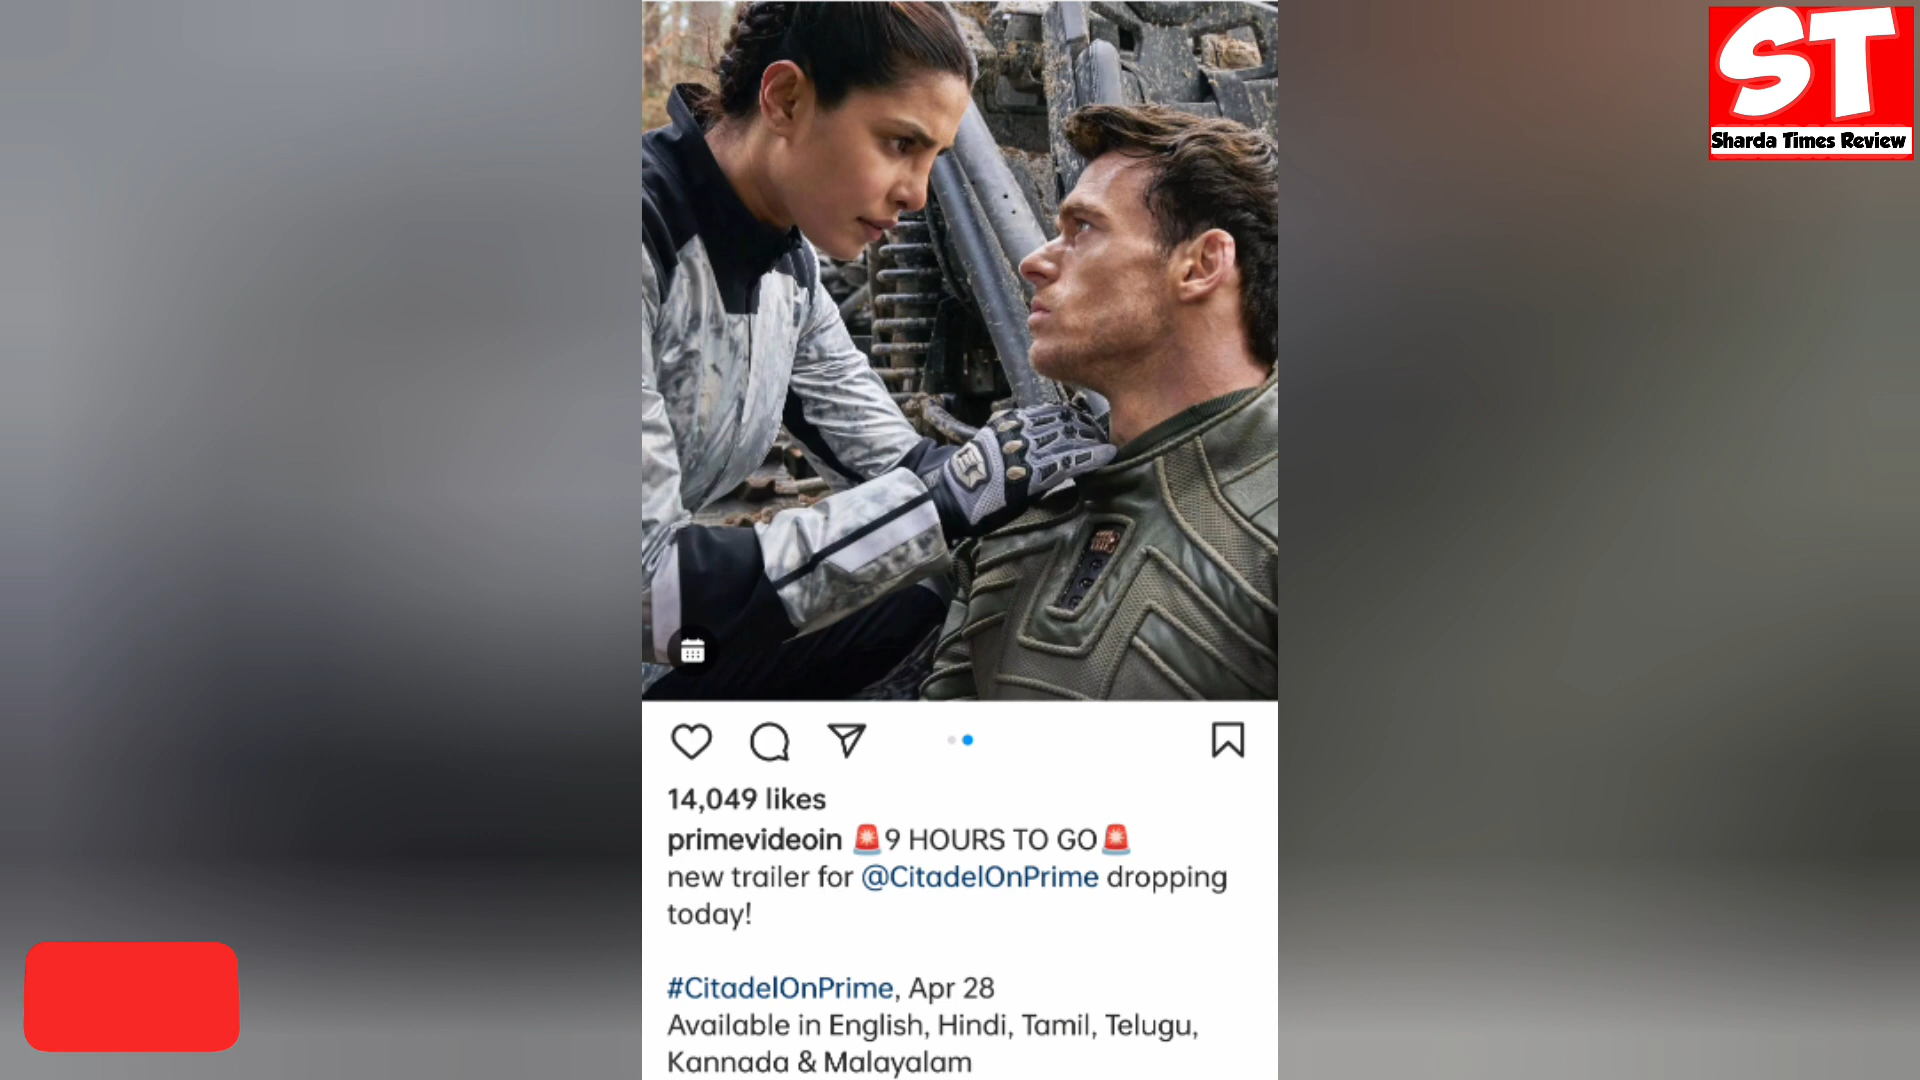 ST
Sharda Times Review
14,049 likes
primevideoin 🚨9 HOURS TO GO🚨
new trailer for @CitadelOnPrime dropping
today!
#CitadelOnPrime, Apr 28
Available in English, Hindi, Tamil, Telugu,
Kannada & Malayalam